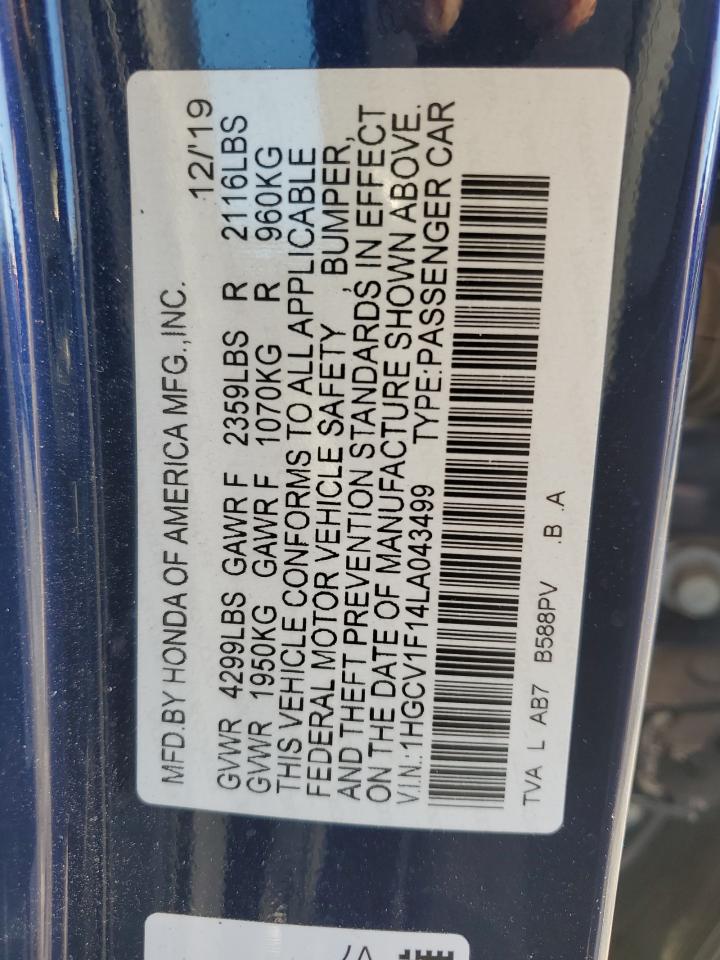 MFD.BY HONDA OF AMERICA MFG.,INC. 12/'19
GVWR 4299LBS GAWR F 2359LBS R 2116LBS
GVWR 1950KG GAWR F 1070KG R 960KG
THIS VEHICLE CONFORMS TO ALL APPLICABLE
FEDERAL MOTOR VEHICLE SAFETY , BUMPER,
AND THEFT PREVENTION STANDARDS IN EFFECT
ON THE DATE OF MANUFACTURE SHOWN ABOVE.
V.I.N.:1HGCV1F14LA043499 TYPE:PASSENGER CAR
TVA L AB7 B588PV .B .A